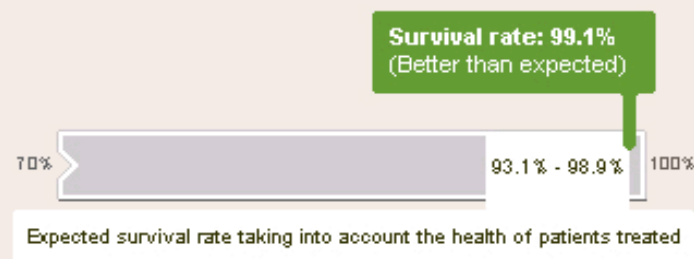 Survival rate: 99.1%
(Better than expected)
70%
93.1% - 98.9%
100%
Expected survival rate taking into account the health of patients treated